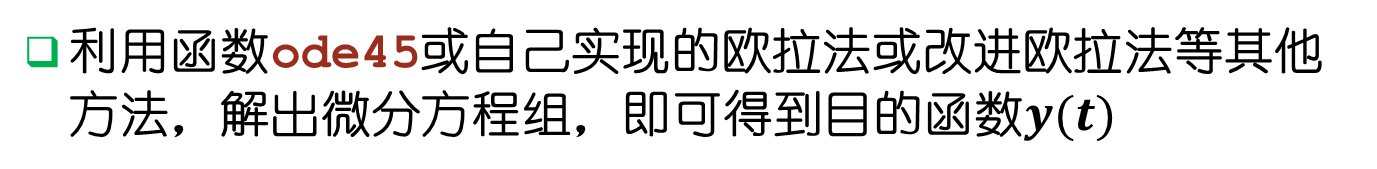 利用函数ode45或自己实现的欧拉法或改进欧拉法等其他
方法，解出微分方程组，即可得到目的函数y(t)